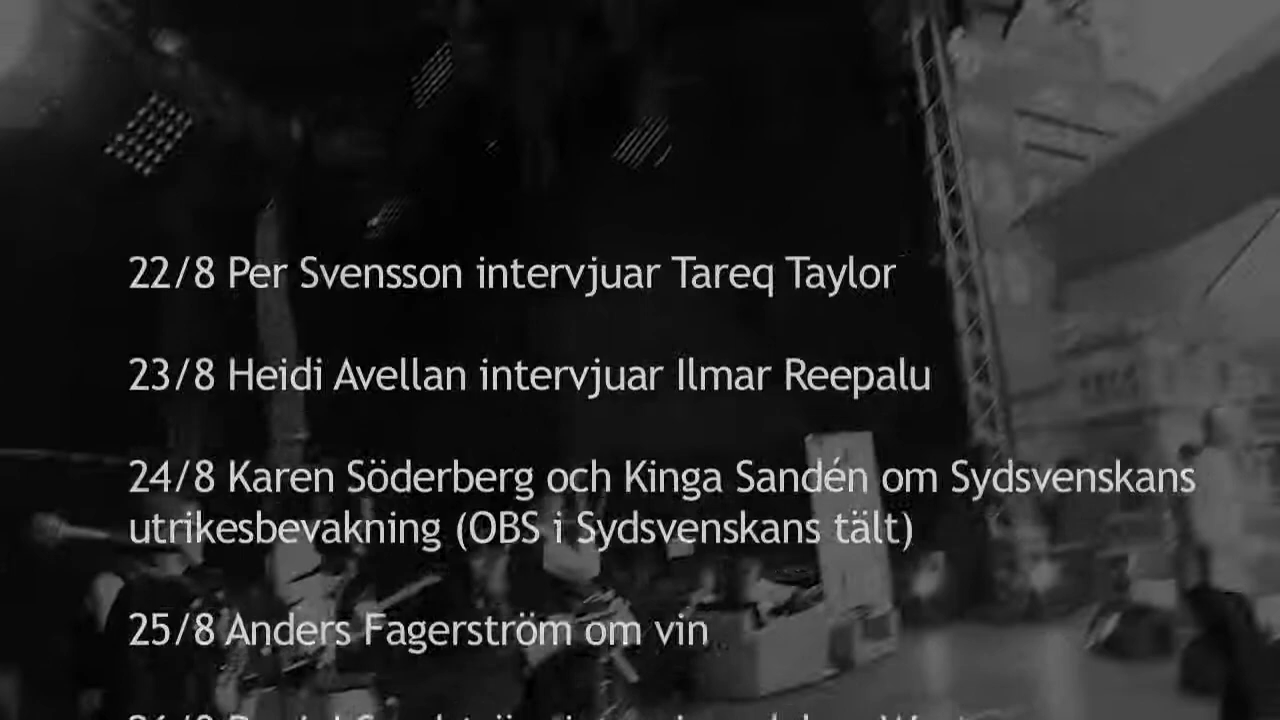 22/8 Per Svensson intervjuar Tareq Taylor
23/8 Heidi Avellan intervjuar Ilmar Reepalu
24/8 Karen Söderberg och Kinga Sandén om Sydsvenskans
utrikesbevakning (OBS i Sydsvenskans tält)
25/8 Anders Fagerström om vin